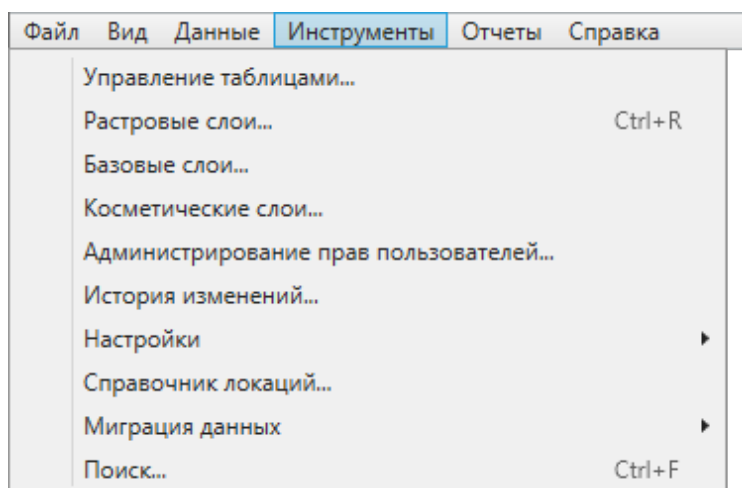 Файл Вид Данные Инструменты Отчеты Справка
Управление таблицами...
Растровые слои... Ctrl+R
Базовые слои...
Косметические слои...
Администрирование прав пользователей...
История изменений...
Настройки
Справочник локаций...
Миграция данных
Поиск... Ctrl+F